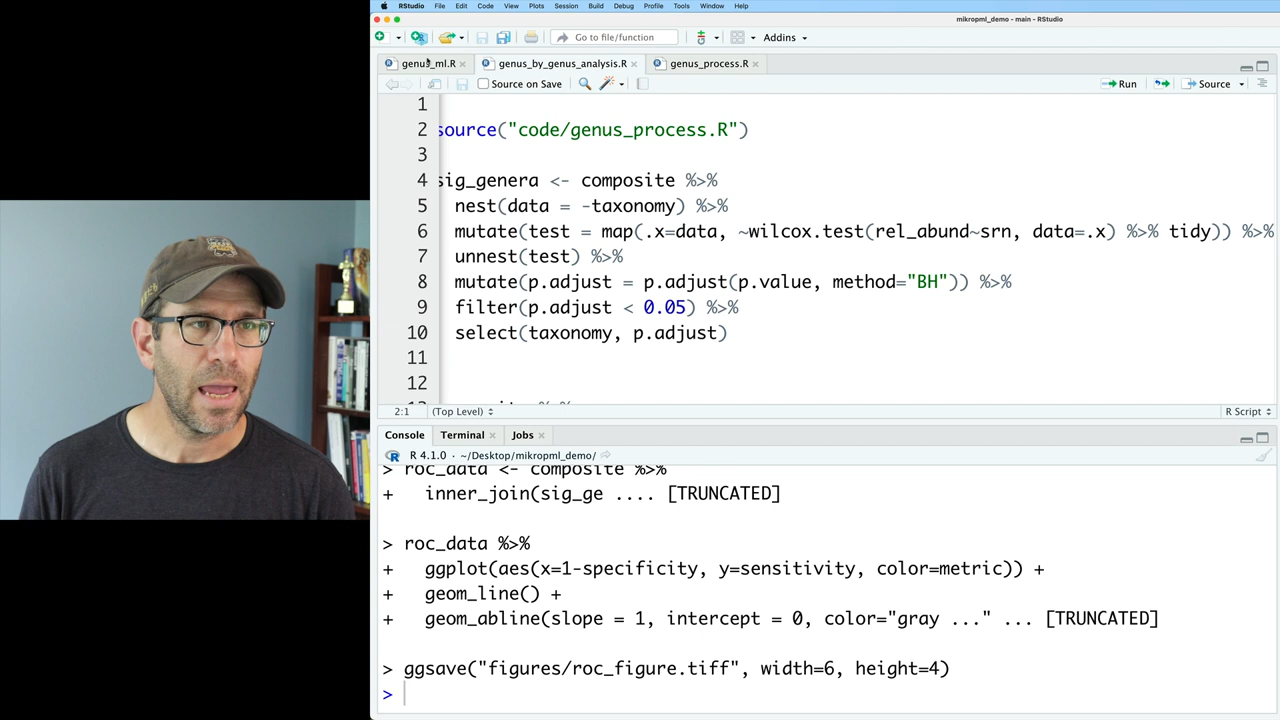 RStudio File Edit Code View Plots Session Build Debug Profile Tools Window Help
mikropml_demo - main - RStudio
Go to file/function Addins
genus_ml.R genus_by_genus_analysis.R genus_process.R
Source on Save Run Source
1
2 source("code/genus_process.R")
3
4 sig_genera <- composite %>%
5 nest(data = -taxonomy) %>%
6 mutate(test = map(.x=data, ~wilcox.test(rel_abund~srn, data=.x) %>% tidy)) %>%
7 unnest(test) %>%
8 mutate(p.adjust = p.adjust(p.value, method="BH")) %>%
9 filter(p.adjust < 0.05) %>%
10 select(taxonomy, p.adjust)
11
12
2:1 (Top Level) R Script
Console Terminal Jobs
R 4.1.0 · ~/Desktop/mikropml_demo/
> roc_data <- composite %>%
+ inner_join(sig_ge .... [TRUNCATED]
> roc_data %>%
+ ggplot(aes(x=1-specificity, y=sensitivity, color=metric)) +
+ geom_line() +
+ geom_abline(slope = 1, intercept = 0, color="gray ..." ... [TRUNCATED]
> ggsave("figures/roc_figure.tiff", width=6, height=4)
>